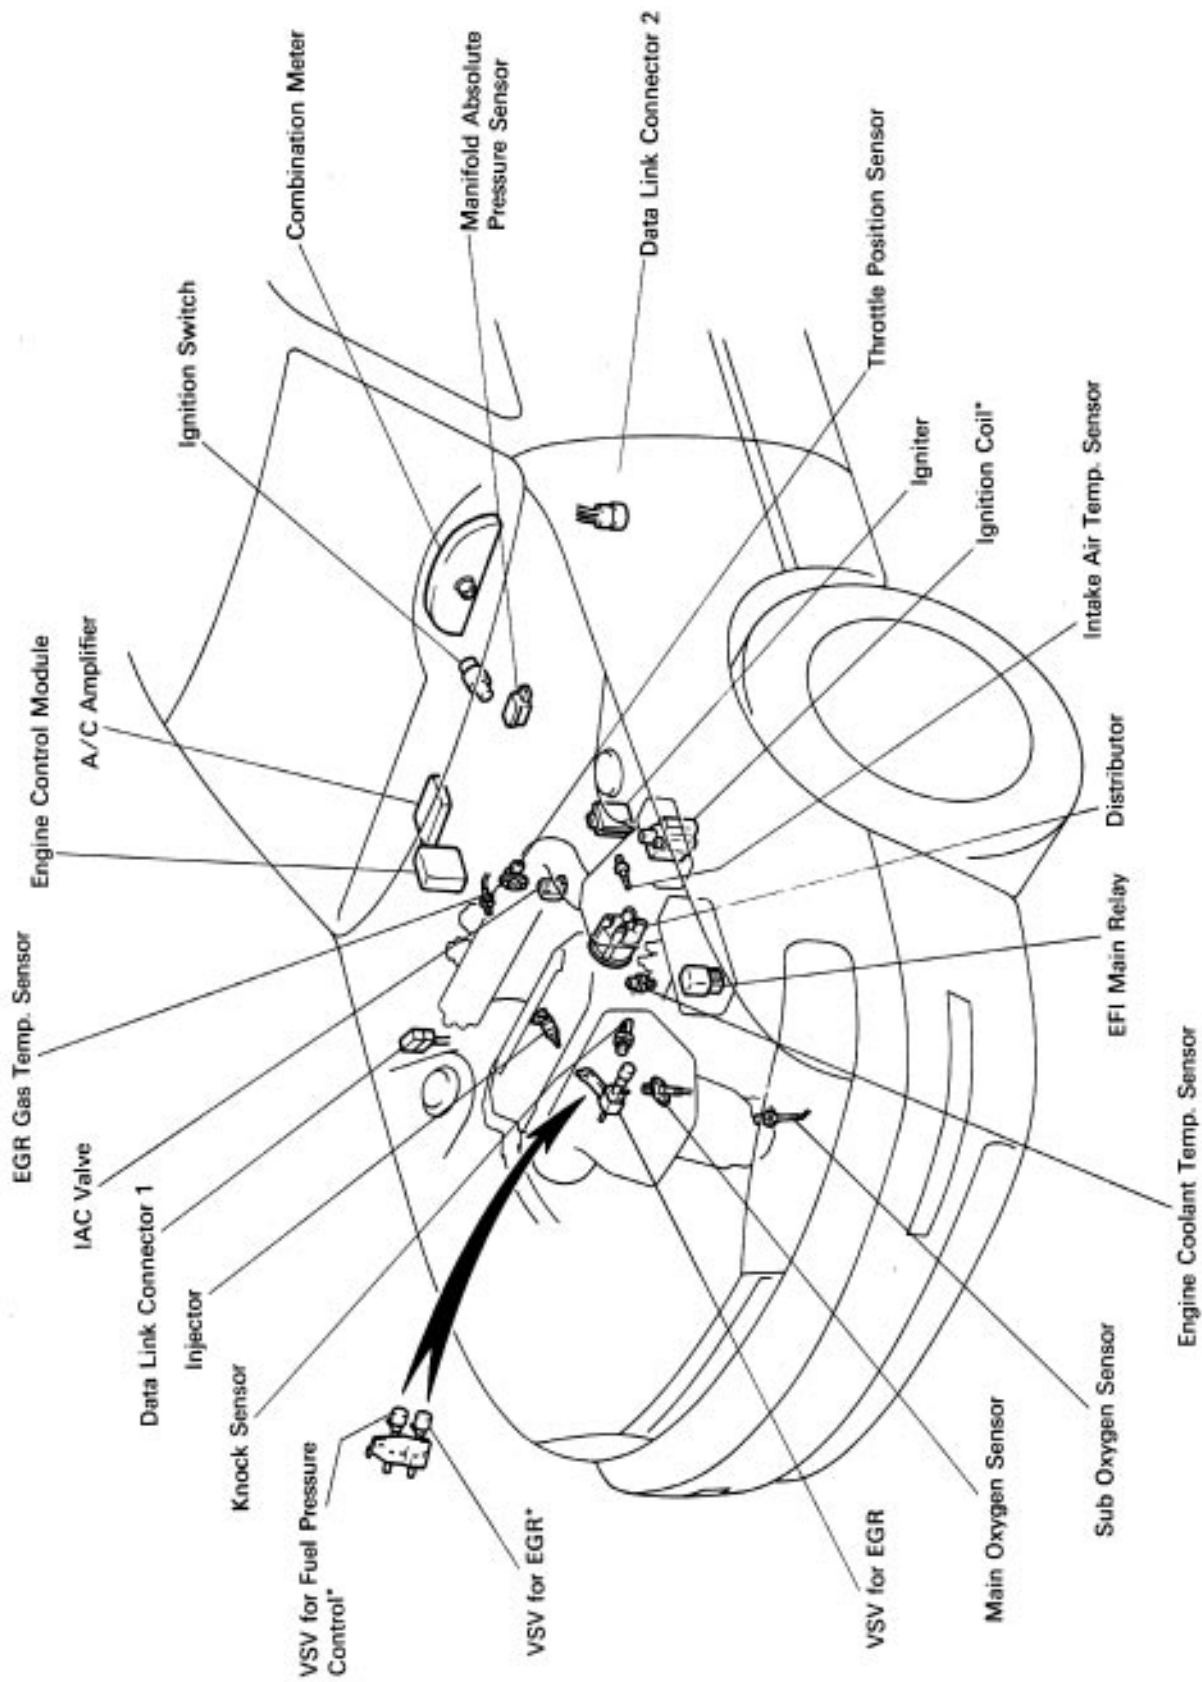 EGR Gas Temp. Sensor
Engine Control Module
A/C Amplifier
Ignition Switch
Combination Meter
Manifold Absolute
Pressure Sensor
Data Link Connector 2
IAC Valve
Data Link Connector 1
Injector
Knock Sensor
VSV for Fuel Pressure
Control*
VSV for EGR*
VSV for EGR
Main Oxygen Sensor
Sub Oxygen Sensor
Engine Coolant Temp. Sensor
EFI Main Relay
Distributor
Intake Air Temp. Sensor
Ignition Coil*
Igniter
Throttle Position Sensor